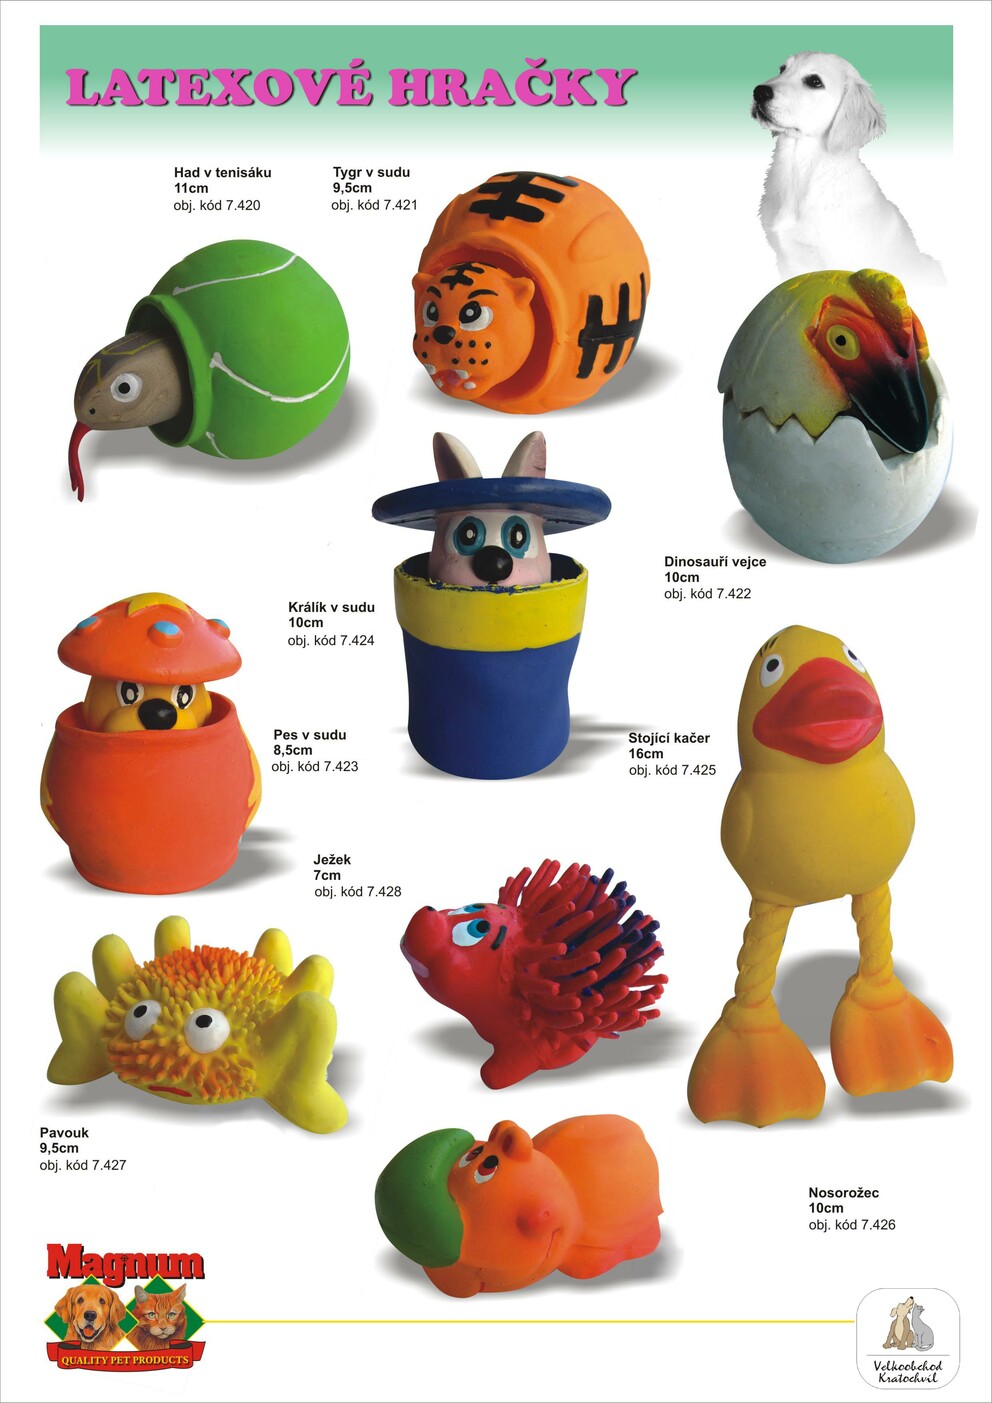 LATEXOVÉ HRAČKY
Had v tenisáku
11cm
obj. kód 7.420
Tygr v sudu
9,5cm
obj. kód 7.421
Dinosauří vejce
10cm
obj. kód 7.422
Králík v sudu
10cm
obj. kód 7.424
Pes v sudu
8,5cm
obj. kód 7.423
Stojící kačer
16cm
obj. kód 7.425
Ježek
7cm
obj. kód 7.428
Pavouk
9,5cm
obj. kód 7.427
Nosorožec
10cm
obj. kód 7.426
Magnum
QUALITY PET PRODUCTS
Velkoobchod
Kratochvíl